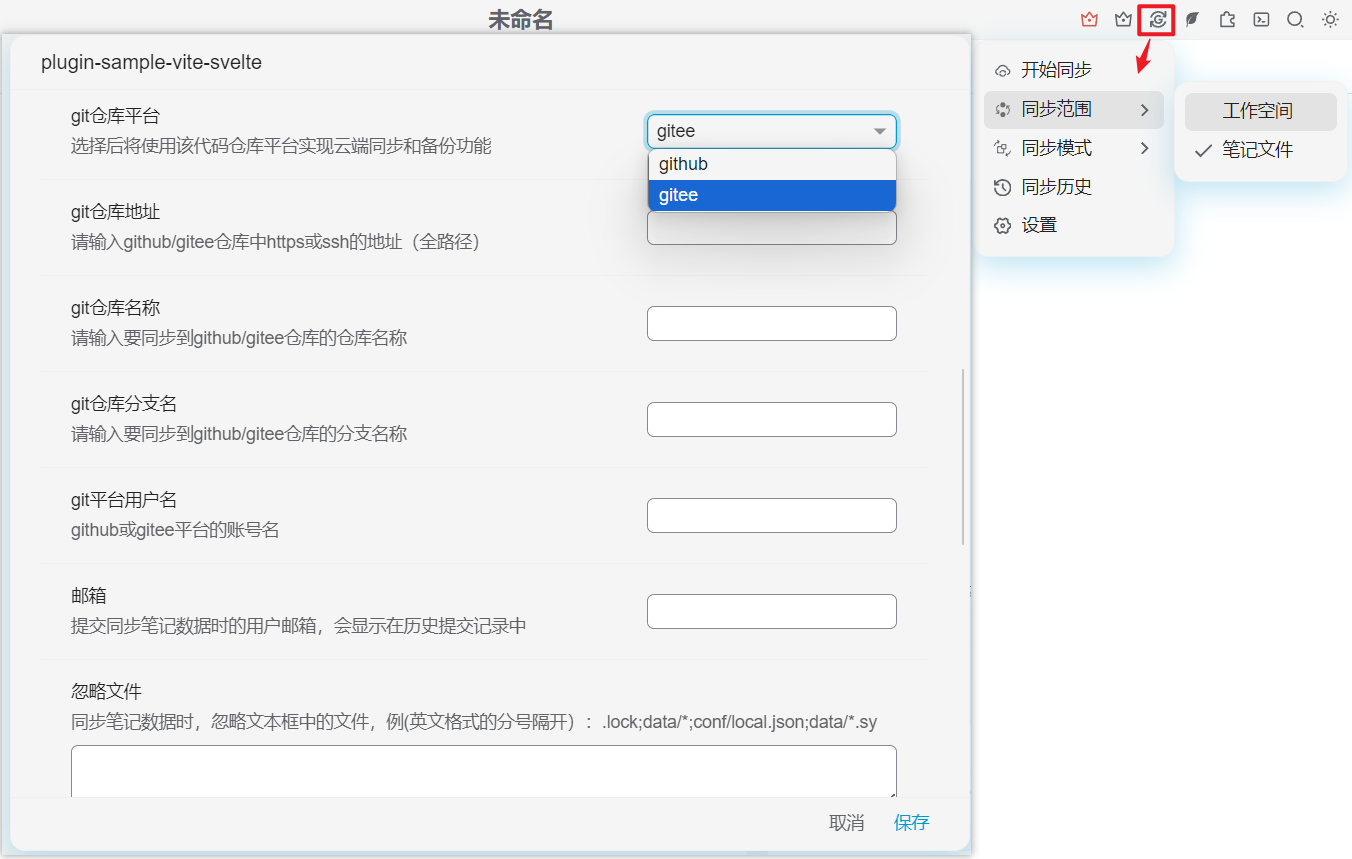 未命名
plugin-sample-vite-svelte
git仓库平台
选择后将使用该代码仓库平台实现云端同步和备份功能
gitee
github
gitee
git仓库地址
请输入github/gitee仓库中https或ssh的地址（全路径）
git仓库名称
请输入要同步到github/gitee仓库的仓库名称
git仓库分支名
请输入要同步到github/gitee仓库的分支名称
git平台用户名
github或gitee平台的账号名
邮箱
提交同步笔记数据时的用户邮箱，会显示在历史提交记录中
忽略文件
同步笔记数据时，忽略文本框中的文件，例(英文格式的分号隔开）：.lock;data/*;conf/local.json;data/*.sy
取消
保存
开始同步
同步范围
同步模式
同步历史
设置
工作空间
笔记文件